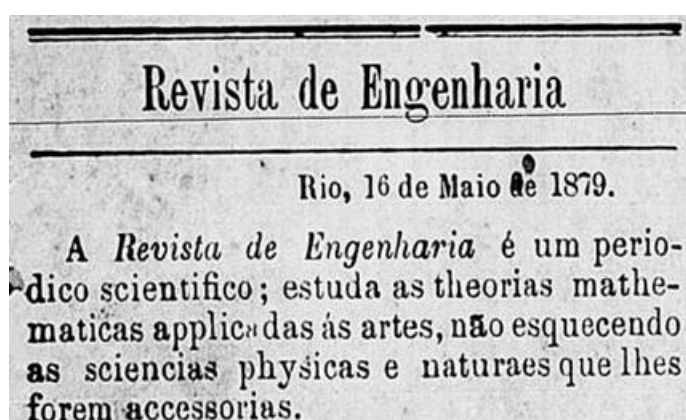 Revista de Engenharia
Rio, 16 de Maio de 1879.
A Revista de Engenharia é um perio-
dico scientifico; estuda as theorias mathe-
maticas applicadas ás artes, não esquecendo
as sciencias physicas e naturaes que lhes
forem accessorias.